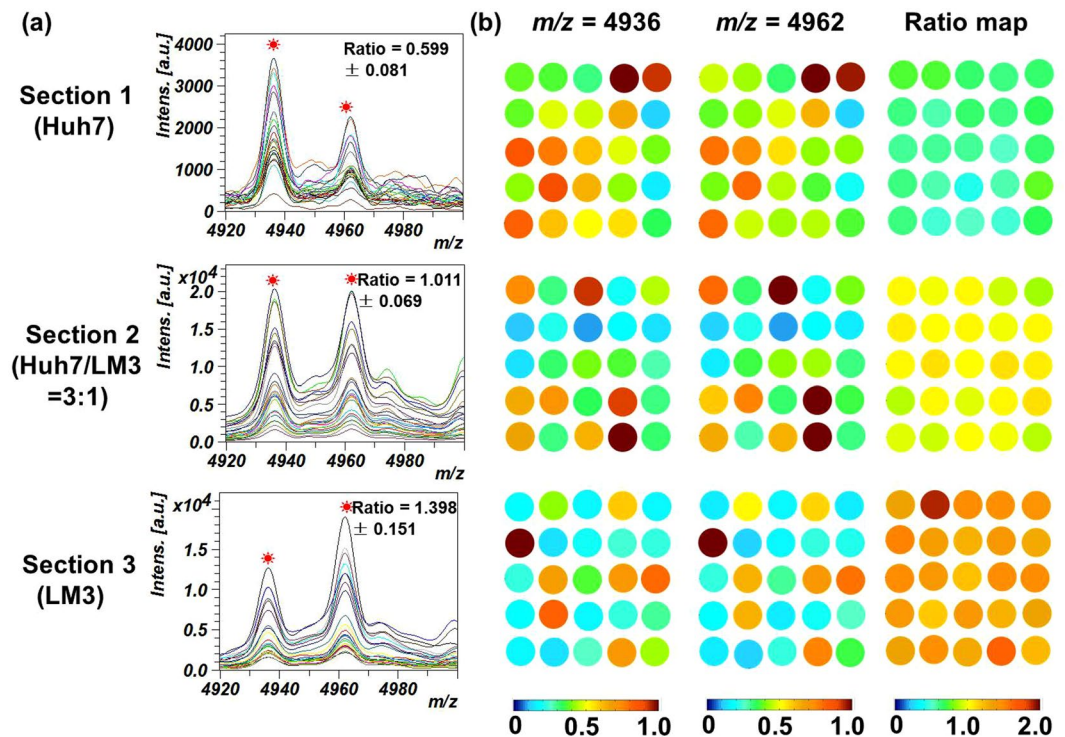 (a)
(b)
m/z = 4936
m/z = 4962
Ratio map
Section 1
(Huh7)
Intens. [a.u.]
4000
3000
2000
1000
0
Ratio = 0.599
± 0.081
4920 4940 4960 4980
m/z
Section 2
(Huh7/LM3
=3:1)
Intens. [a.u.]
x10⁴
2.0
1.5
1.0
0.5
0.0
Ratio = 1.011
± 0.069
4920 4940 4960 4980
m/z
Section 3
(LM3)
Intens. [a.u.]
x10⁴
1.5
1.0
0.5
0.0
Ratio = 1.398
± 0.151
4920 4940 4960 4980
m/z
0 0.5 1.0
0 0.5 1.0
0 1.0 2.0